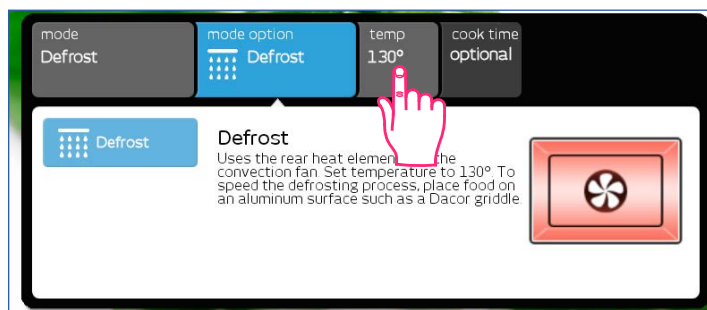 mode
Defrost
mode option
Defrost
temp
130°
cook time
optional
Defrost
Defrost
Uses the rear heat elemen the
convection fan. Set temperature to 130°. To
speed the defrosting process, place food on
an aluminum surface such as a Dacor griddle.